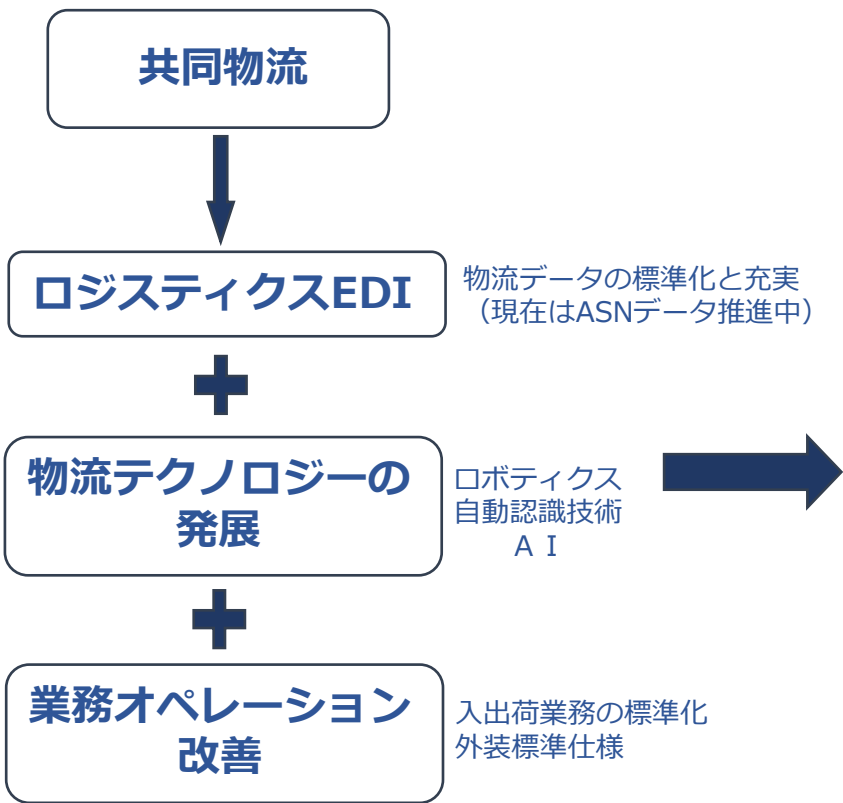 共同物流
ロジスティクスEDI
物流データの標準化と充実
（現在はASNデータ推進中）
物流テクノロジーの
発展
ロボティクス
自動認識技術
ＡＩ
業務オペレーション
改善
入出荷業務の標準化
外装標準仕様